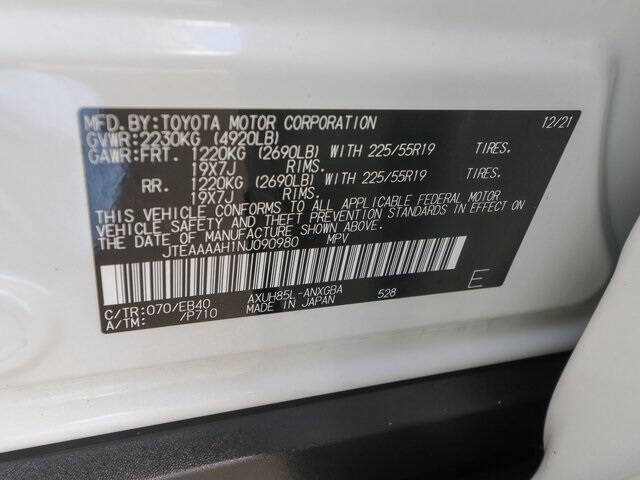 MFD. BY: TOYOTA MOTOR CORPORATION 12/21
GVWR: 2230KG (4920LB)
GAWR: FRT. 1220KG (2690LB) WITH 225/55R19 TIRES.
19X7J RIMS.
RR. 1220KG (2690LB) WITH 225/55R19 TIRES.
19X7J RIMS.
THIS VEHICLE CONFORMS TO ALL APPLICABLE FEDERAL MOTOR
VEHICLE SAFETY AND THEFT PREVENTION STANDARDS IN EFFECT ON
THE DATE OF MANUFACTURE SHOWN ABOVE.
JTEAAAAH1NJ090980 MPV
C/TR: 070/EB40 AXUH85L-ANXGBA 528 E
A/TM: /P710 MADE IN JAPAN